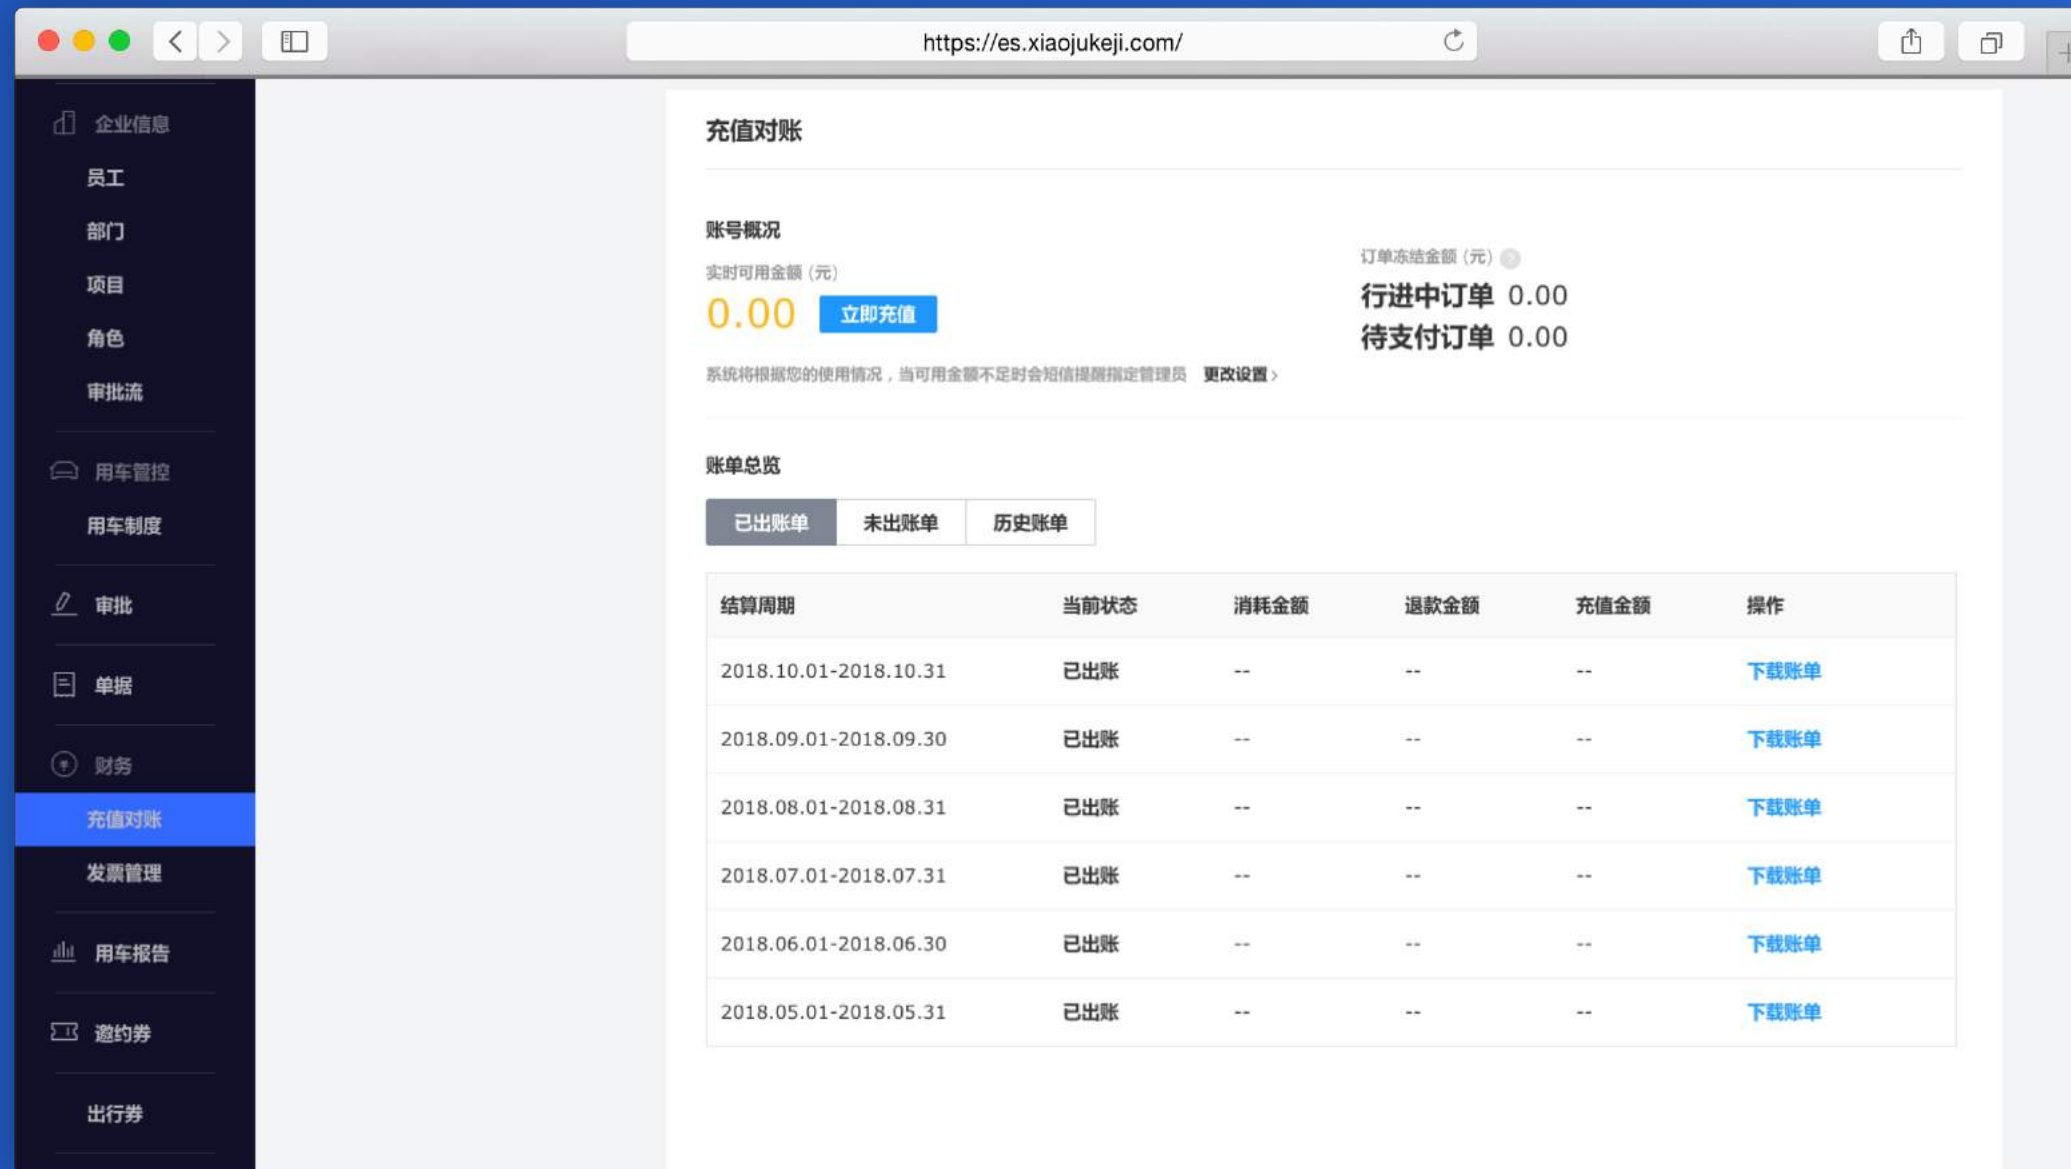 https://es.xiaojukeji.com/
企业信息
员工
部门
项目
角色
审批流
用车管控
用车制度
审批
单据
财务
充值对账
发票管理
用车报告
邀约券
出行券
充值对账
账号概况
实时可用金额 (元)
0.00 立即充值
系统将根据您的使用情况，当可用金额不足时会短信提醒指定管理员 更改设置 >
订单冻结金额 (元) ?
行进中订单 0.00
待支付订单 0.00
账单总览
已出账单 未出账单 历史账单
结算周期 当前状态 消耗金额 退款金额 充值金额 操作
2018.10.01-2018.10.31 已出账 -- -- -- 下载账单
2018.09.01-2018.09.30 已出账 -- -- -- 下载账单
2018.08.01-2018.08.31 已出账 -- -- -- 下载账单
2018.07.01-2018.07.31 已出账 -- -- -- 下载账单
2018.06.01-2018.06.30 已出账 -- -- -- 下载账单
2018.05.01-2018.05.31 已出账 -- -- -- 下载账单